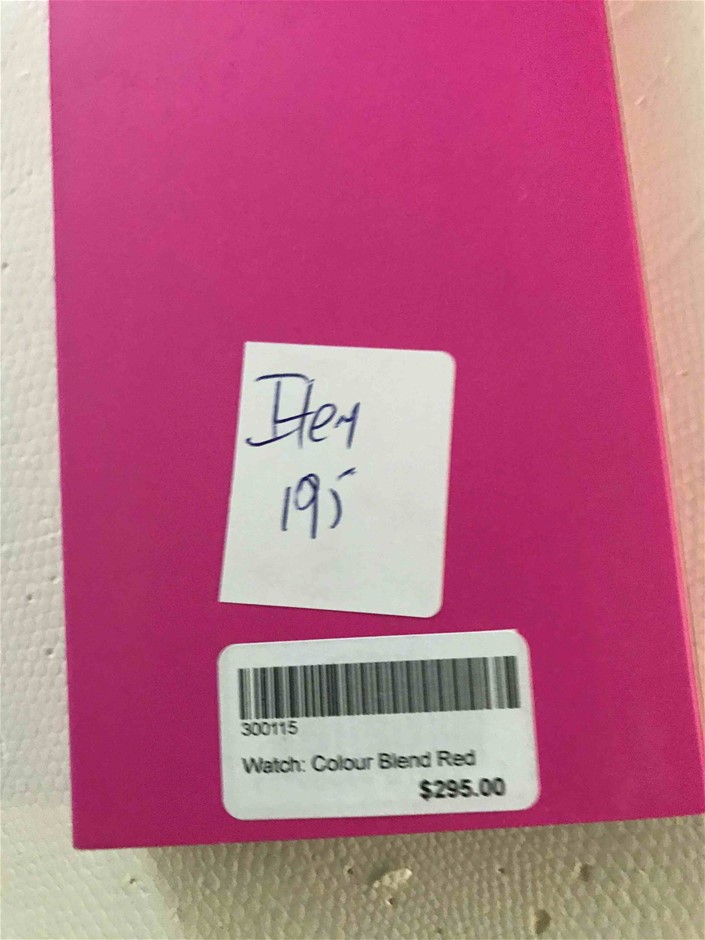 Item
195
300115
Watch: Colour Blend Red
$295.00